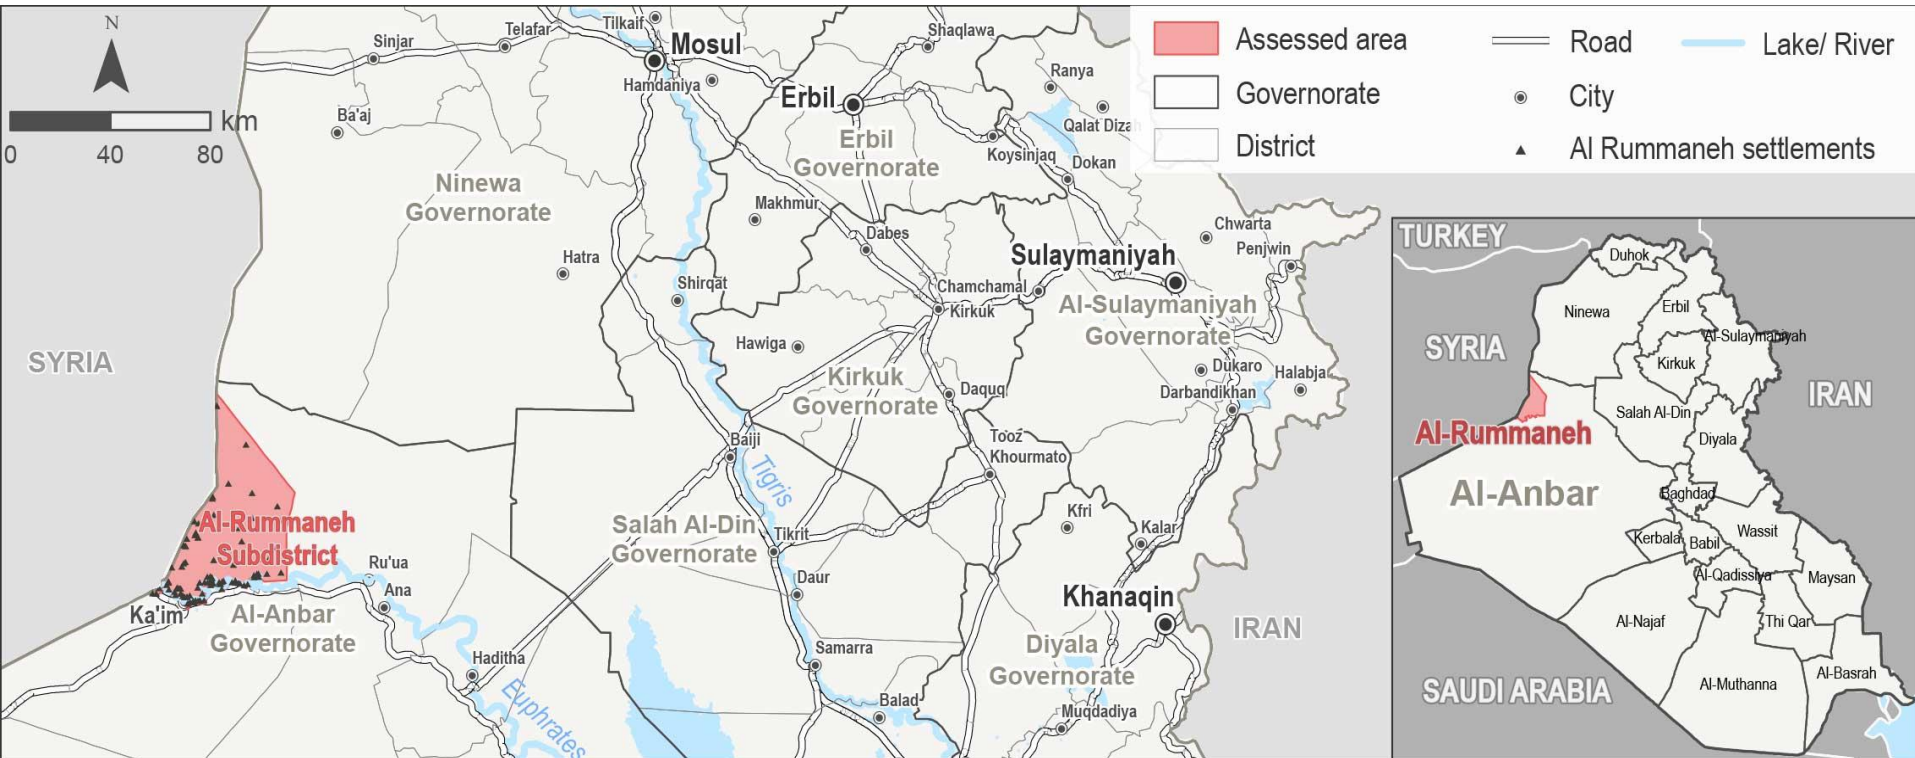 N
km
0 40 80
Tilkaif
Telafar
Sinjar
Mosul
Hamdaniya
Ba'aj
Shaqlawa
Erbil
Erbil
Governorate
Ranya
Qalat Dizah
Koysinjaq
Dokan
Ninewa
Governorate
Makhmur
Dabes
Hatra
Shirqat
Chwarta
Penjwin
Sulaymaniyah
Chamchamal
Kirkuk
Al-Sulaymaniyah
Governorate
Hawiga
Kirkuk
Governorate
Daquq
Dukaro
Halabja
Darbandikhan
SYRIA
Baiji
Tigris
Tooz
Khourmato
Al-Rummaneh
Subdistrict
Salah Al-Din
Governorate
Tikrit
Kfri
Kalar
Ru'ua
Ana
Daur
Ka'im
Al-Anbar
Governorate
Khanaqin
IRAN
Diyala
Governorate
Haditha
Samarra
Euphrates
Balad
Muqdadiya
Assessed area
Governorate
District
Road
City
Al Rummaneh settlements
Lake/ River
TURKEY
Duhok
Ninewa
Erbil
SYRIA
Al-Sulaymaniyah
Kirkuk
IRAN
Salah Al-Din
Al-Rummaneh
Diyala
Al-Anbar
Baghdad
Wassit
Kerbala
Babil
Al-Qadissiya
Maysan
Al-Najaf
Thi Qar
SAUDI ARABIA
Al-Muthanna
Al-Basrah